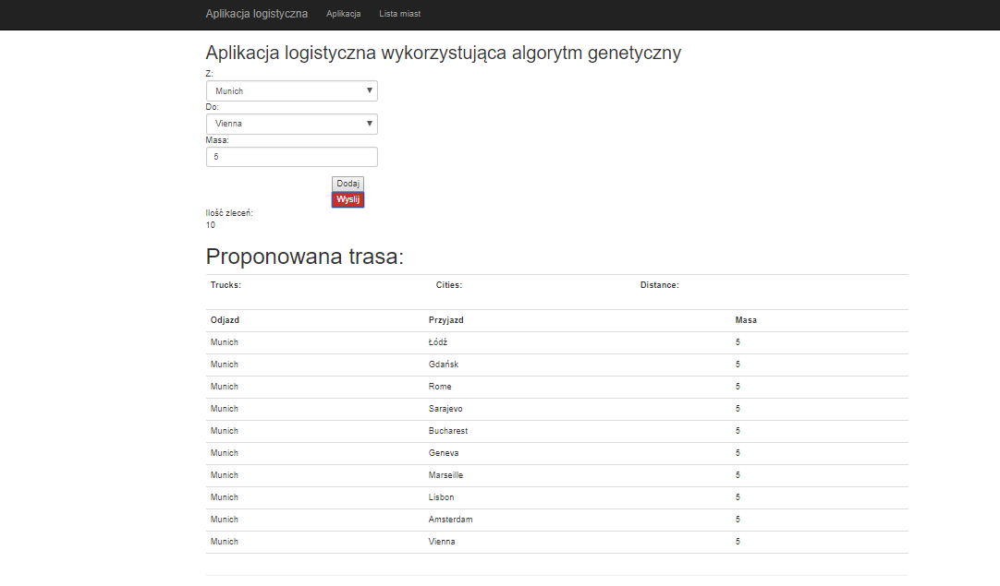 Aplikacja logistyczna Aplikacja Lista miast
Aplikacja logistyczna wykorzystująca algorytm genetyczny
Z:
Munich
Do:
Vienna
Masa:
5
Dodaj
Wyslij
Ilość zleceń:
10
Proponowana trasa:
Trucks: Cities: Distance:
Odjazd Przyjazd Masa
Munich Łódź 5
Munich Gdańsk 5
Munich Rome 5
Munich Sarajevo 5
Munich Bucharest 5
Munich Geneva 5
Munich Marseille 5
Munich Lisbon 5
Munich Amsterdam 5
Munich Vienna 5